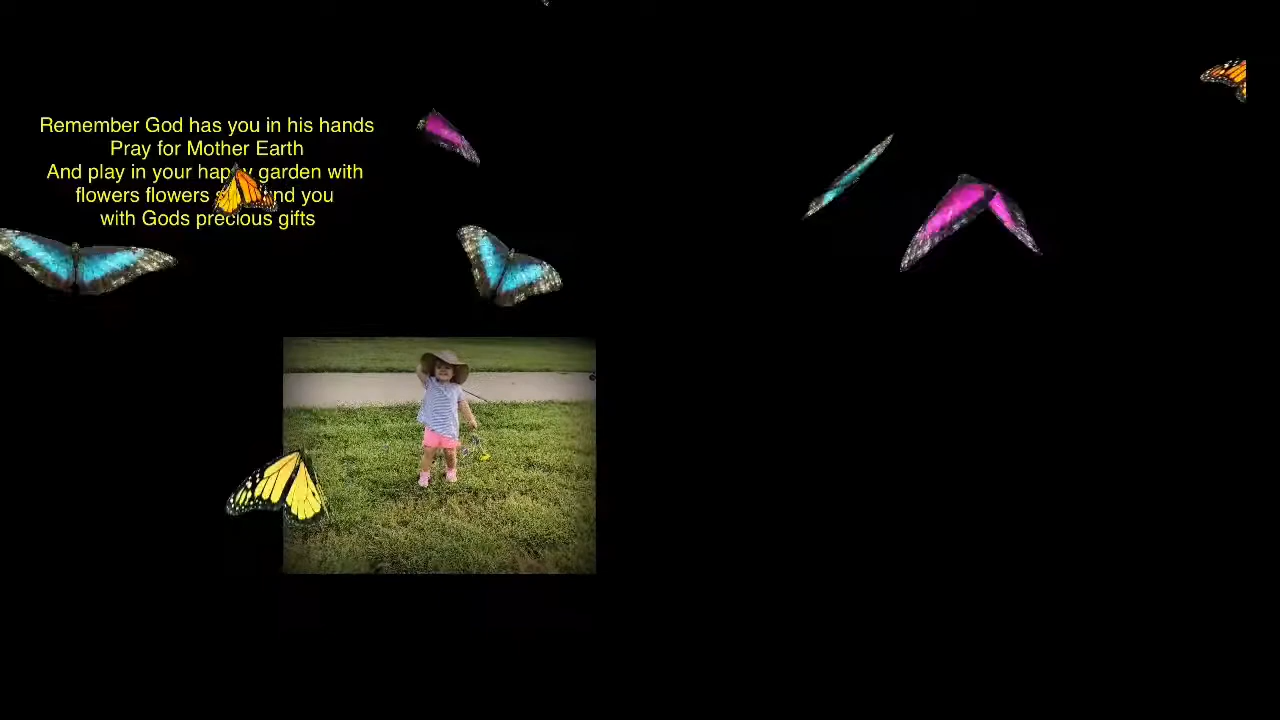 Remember God has you in his hands
Pray for Mother Earth
And play in your happy garden with
flowers flowers you
with Gods precious gifts